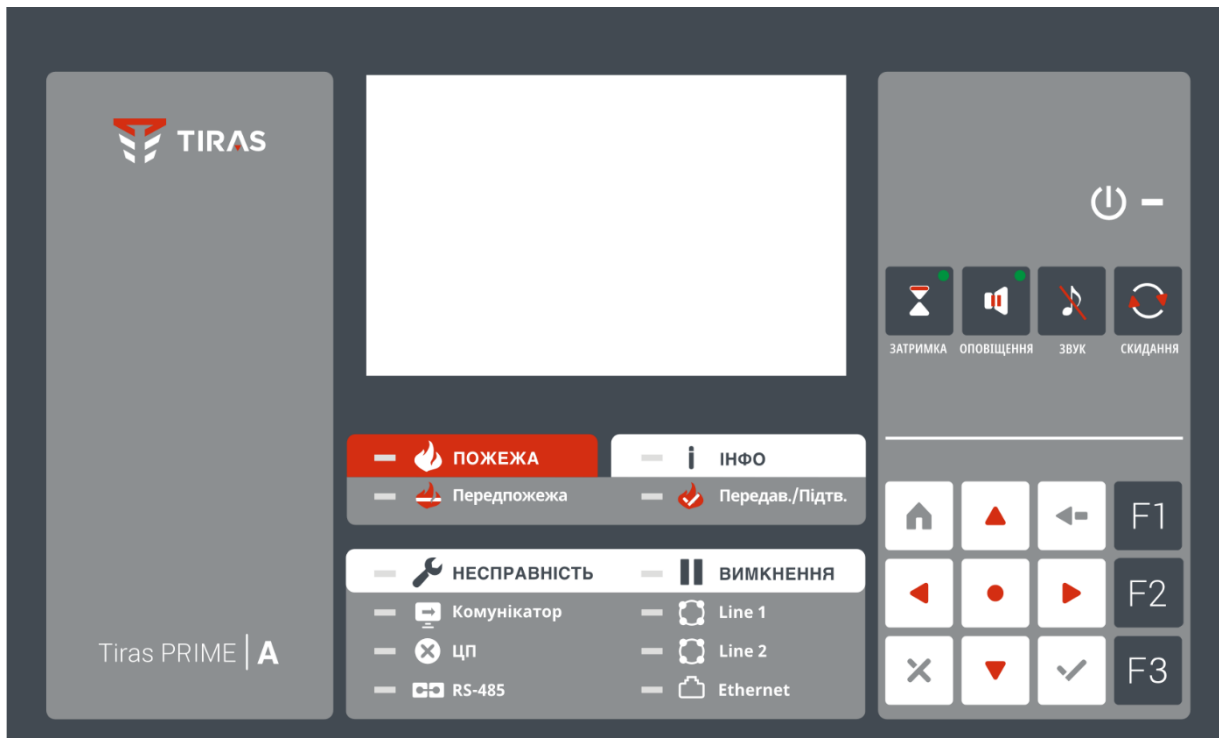 TIRAS
ЗАТРИМКА ОПОВІЩЕННЯ ЗВУК СКИДАННЯ
ПОЖЕЖА ІНФО
Передпожежа Передав./Підтв.
НЕСПРАВНІСТЬ ВИМКНЕННЯ
Комунікатор Line 1
ЦП Line 2
RS-485 Ethernet
Tiras PRIME | A
F1
F2
F3